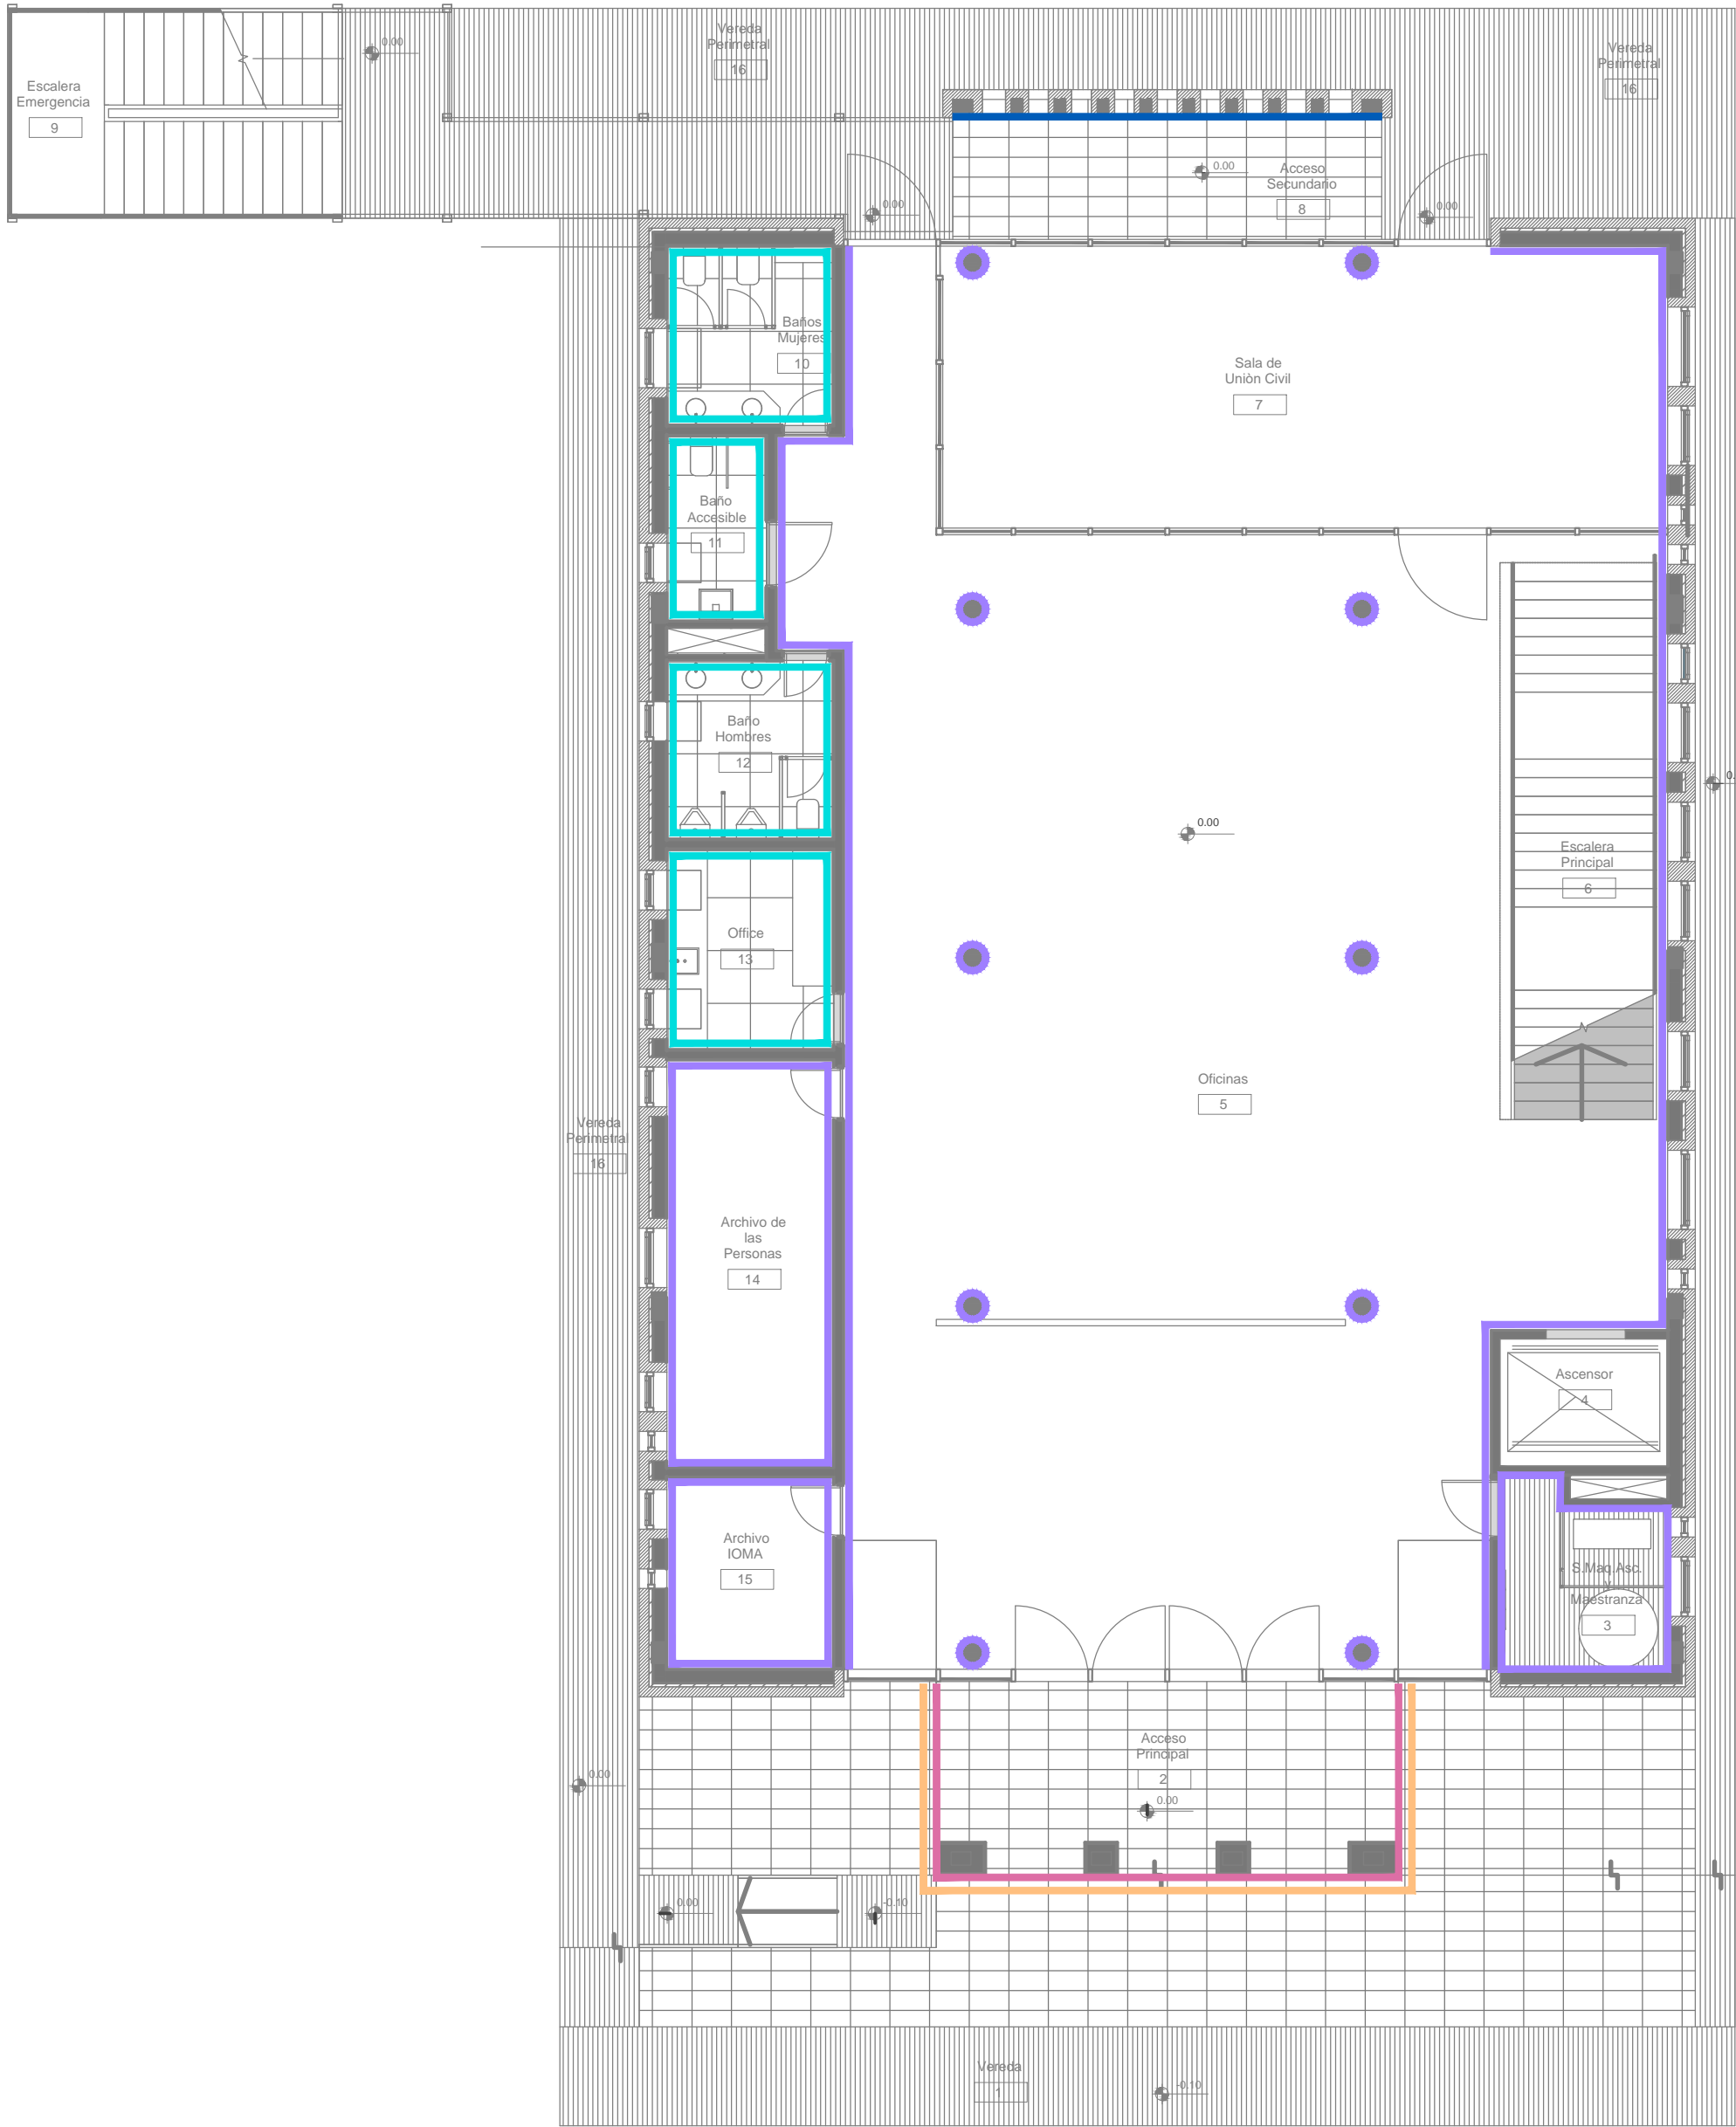 0.00
Vereda
Perimetral
16
Vereda
Perimetral
16
Escalera
Emergencia
9
0.00
Acceso
Secundario
8
0.00
0.00
Baños
Mujeres
10
Sala de
Uniòn Civil
7
Baño
Accesible
11
Baño
Hombres
12
0.00
0.
Escalera
Principal
6
Office
13
Oficinas
5
Vereda
Perimetral
16
Archivo de
las
Personas
14
Ascensor
4
Archivo
IOMA
15
S.Maq.Asc.
y
Maestranza
3
Acceso
Principal
2
0.00
0.00
0.00
-0.10
Vereda
1
-0.10